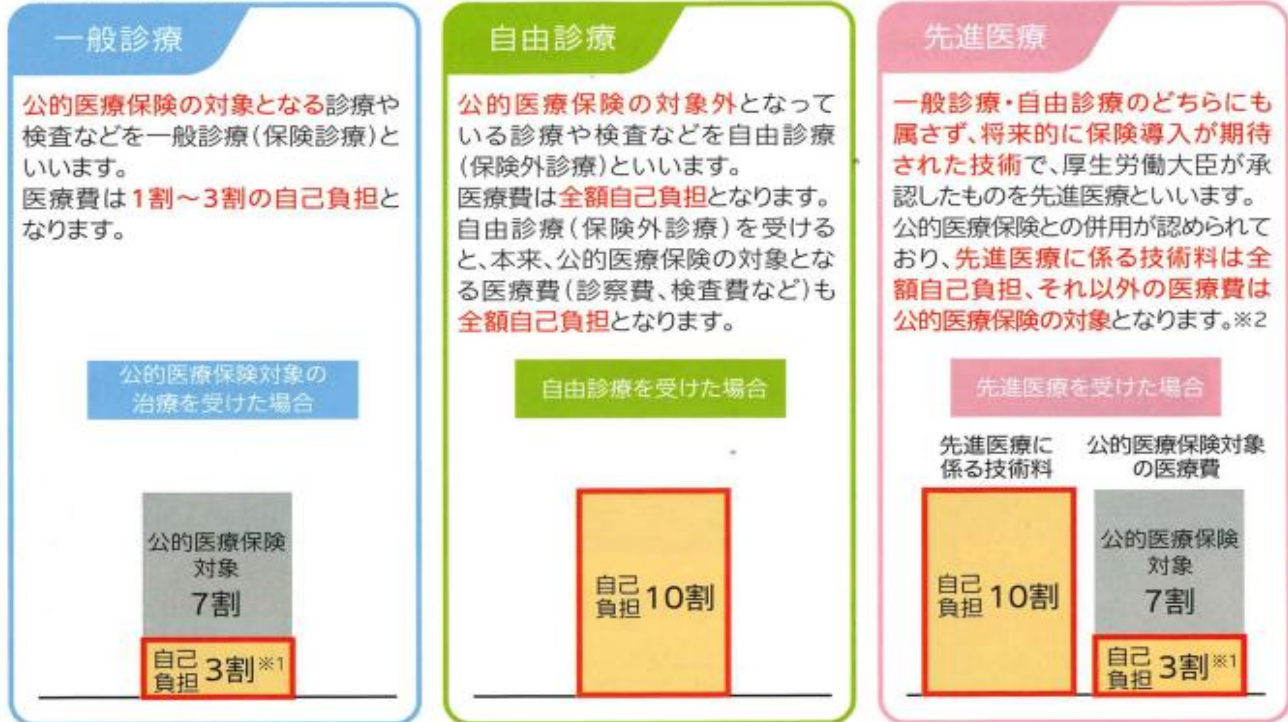 一般診療
公的医療保険の対象となる診療や
検査などを一般診療(保険診療)と
いいます。
医療費は1割～3割の自己負担と
なります。
公的医療保険対象の
治療を受けた場合
公的医療保険
対象
7割
自己
負担 3割※1
自由診療
公的医療保険の対象外となって
いる診療や検査などを自由診療
(保険外診療)といいます。
医療費は全額自己負担となります。
自由診療(保険外診療)を受ける
と、本来、公的医療保険の対象とな
る医療費(診察費、検査費など)も
全額自己負担となります。
自由診療を受けた場合
自己
負担 10割
先進医療
一般診療・自由診療のどちらにも
属さず、将来的に保険導入が期待
された技術で、厚生労働大臣が承
認したものを先進医療といいます。
公的医療保険との併用が認められて
おり、先進医療に係る技術料は全
額自己負担、それ以外の医療費は
公的医療保険の対象となります。※2
先進医療を受けた場合
先進医療に
係る技術料
自己
負担 10割
公的医療保険対象
の医療費
公的医療保険
対象
7割
自己
負担 3割※1